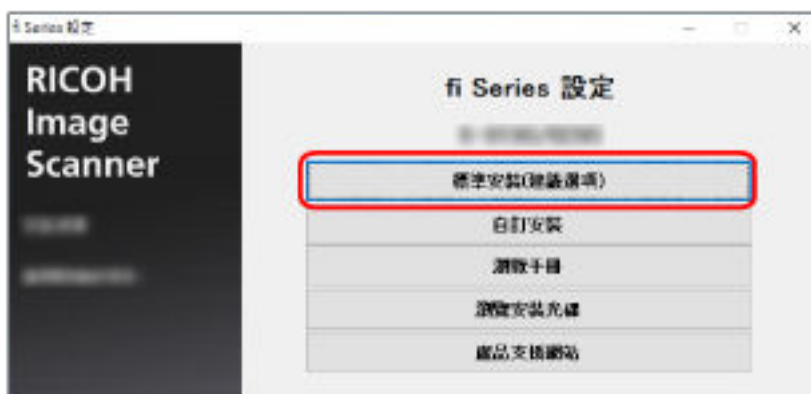 fi Series 設定
RICOH
Image
Scanner
fi Series 設定
標準安裝(建議選項)
自訂安裝
瀏覽手冊
瀏覽安裝光碟
產品支援網站